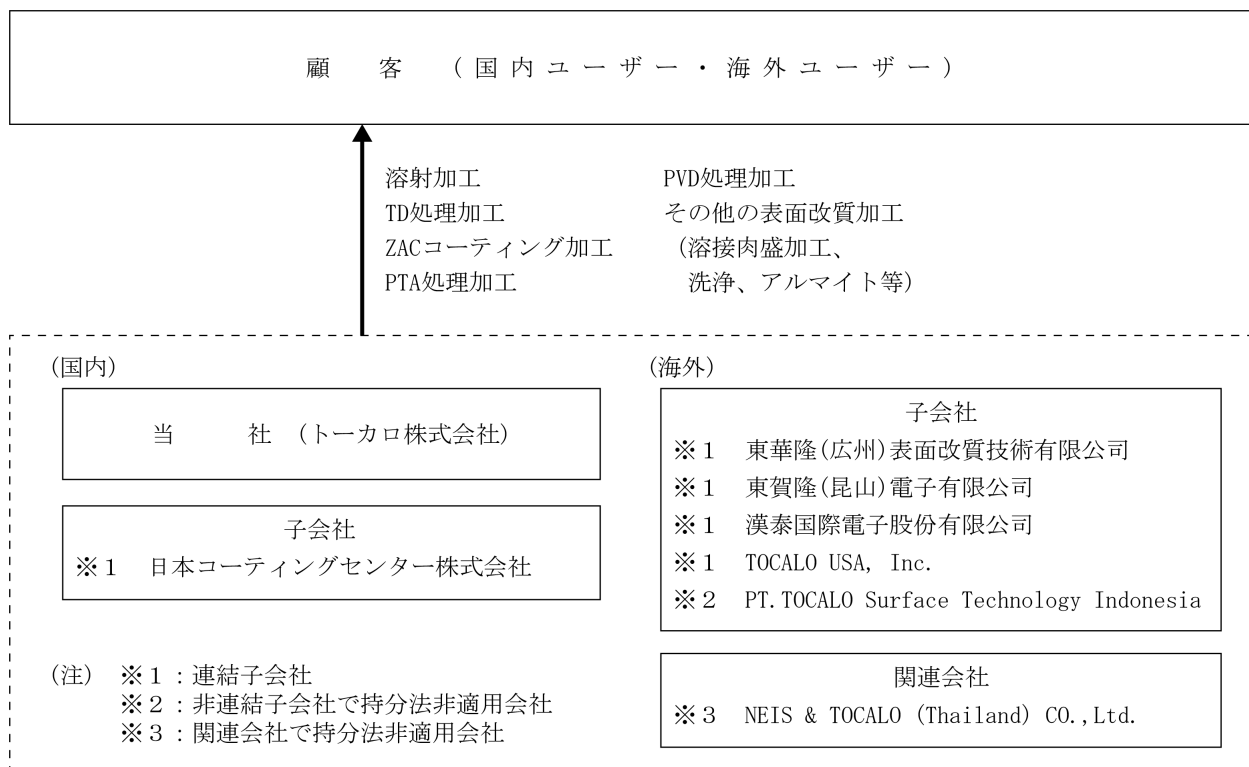 顧　客　（国内ユーザー・海外ユーザー）
溶射加工
TD処理加工
ZACコーティング加工
PTA処理加工
PVD処理加工
その他の表面改質加工
（溶接肉盛加工、
洗浄、アルマイト等）
(国内)
当　社　(トーカロ株式会社)
子会社
※１　日本コーティングセンター株式会社
(海外)
子会社
※１　東華隆(広州)表面改質技術有限公司
※１　東賀隆(昆山)電子有限公司
※１　漢泰国際電子股份有限公司
※１　TOCALO USA, Inc.
※２　PT.TOCALO Surface Technology Indonesia
関連会社
※３　NEIS & TOCALO (Thailand) CO.,Ltd.
(注)　※１：連結子会社
※２：非連結子会社で持分法非適用会社
※３：関連会社で持分法非適用会社